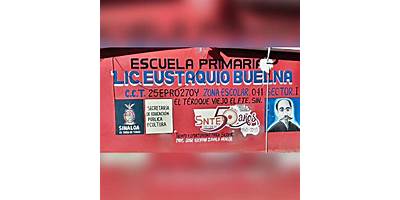 ESCUELA PRIMARIA
LIC. EUSTAQUIO BUELNA
C.C.T. 25EPR0270Y ZONA ESCOLAR 041 SECTOR I
EL TEROQUE VIEJO EL FTE. SIN.
SINALOA
SECRETARIA
DE EDUCACIÓN
PÚBLICA
Y CULTURA
SNTE 50 años